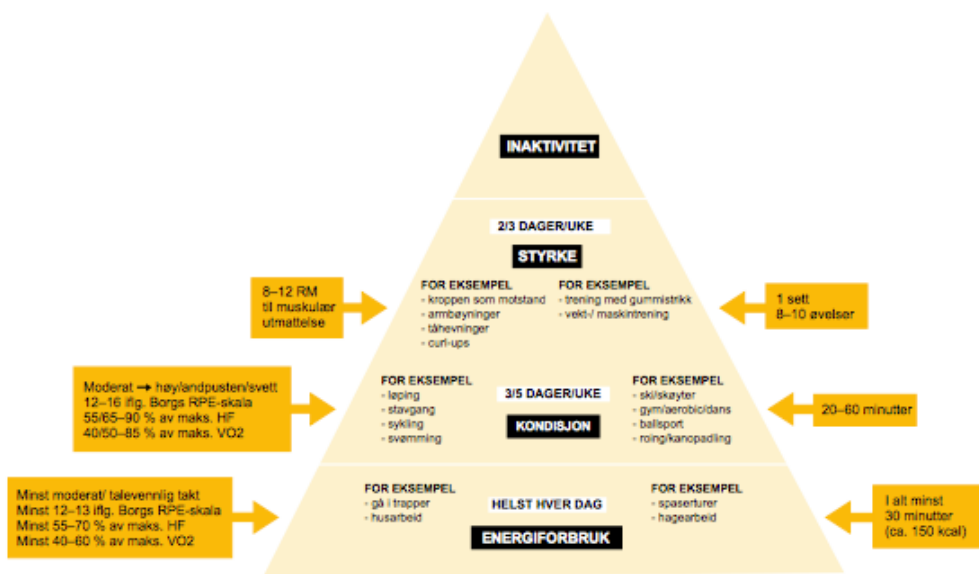 INAKTIVITET
2/3 DAGER/UKE
STYRKE
8–12 RM
til muskulær
utmattelse
FOR EKSEMPEL
- kroppen som motstand
- armbøyninger
- tåhevninger
- curl-ups
FOR EKSEMPEL
- trening med gummistrikk
- vekt-/ maskintrening
1 sett
8–10 øvelser
Moderat → høy/andpusten/svett
12–16 iflg. Borgs RPE-skala
55/65–90 % av maks. HF
40/50–85 % av maks. VO2
FOR EKSEMPEL
- løping
- stavgang
- sykling
- svømming
3/5 DAGER/UKE
KONDISJON
FOR EKSEMPEL
- ski/skøyter
- gym/aerobic/dans
- ballsport
- roing/kanopadling
20–60 minutter
Minst moderat/ talevennlig takt
Minst 12–13 iflg. Borgs RPE-skala
Minst 55–70 % av maks. HF
Minst 40–60 % av maks. VO2
FOR EKSEMPEL
- gå i trapper
- husarbeid
HELST HVER DAG
ENERGIFORBRUK
FOR EKSEMPEL
- spaserturer
- hagearbeid
I alt minst
30 minutter
(ca. 150 kcal)